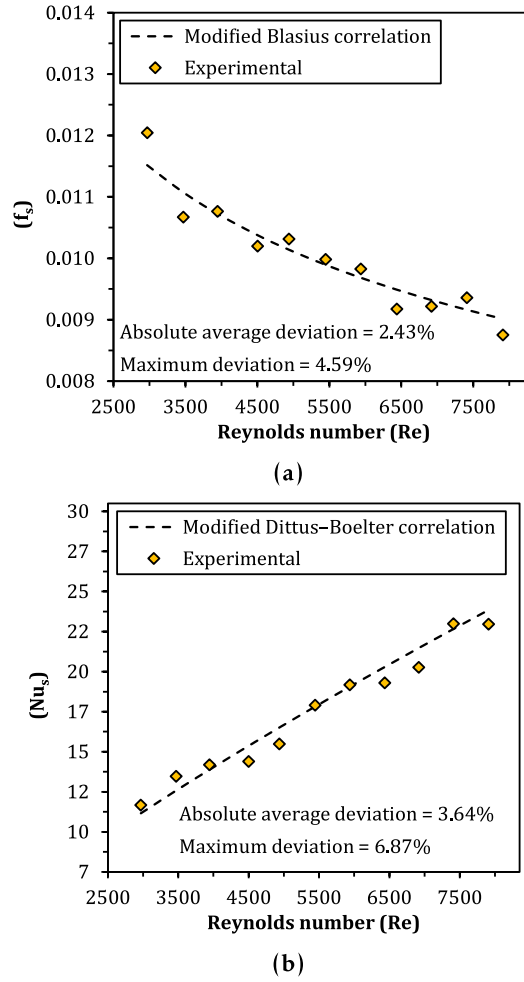 0.014
Modified Blasius correlation
0.013
Experimental
0.012
0.011
(fₛ)
0.010
0.009
Absolute average deviation = 2.43%
Maximum deviation = 4.59%
0.008
2500 3500 4500 5500 6500 7500
Reynolds number (Re)
(a)
30
Modified Dittus–Boelter correlation
27
Experimental
25
22
20
(Nuₛ)
17
15
12
Absolute average deviation = 3.64%
10
Maximum deviation = 6.87%
7
2500 3500 4500 5500 6500 7500
Reynolds number (Re)
(b)